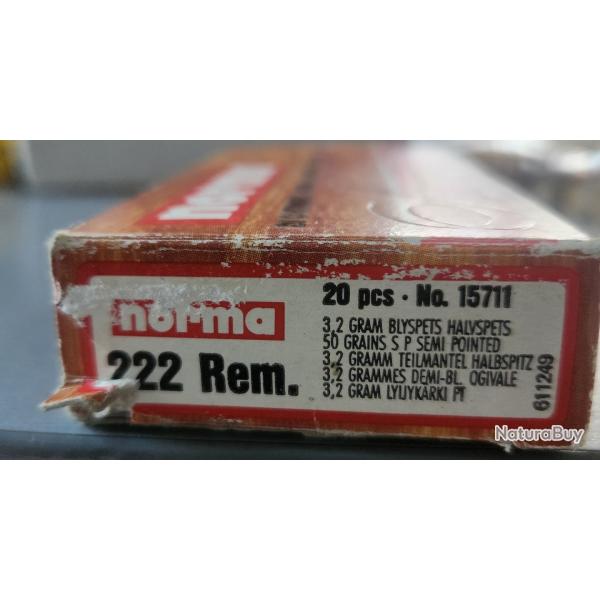 norma
20 pcs · No. 15711
norma
222 Rem.
3,2 GRAM BLYSPETS HALVSPETS
50 GRAINS S P SEMI POINTED
3,2 GRAMM TEILMANTEL HALBSPITZ
3,2 GRAMMES DEMI-BL. OGIVALE
3,2 GRAM LYIJYKÄRKI PT
611249
NaturaBuy